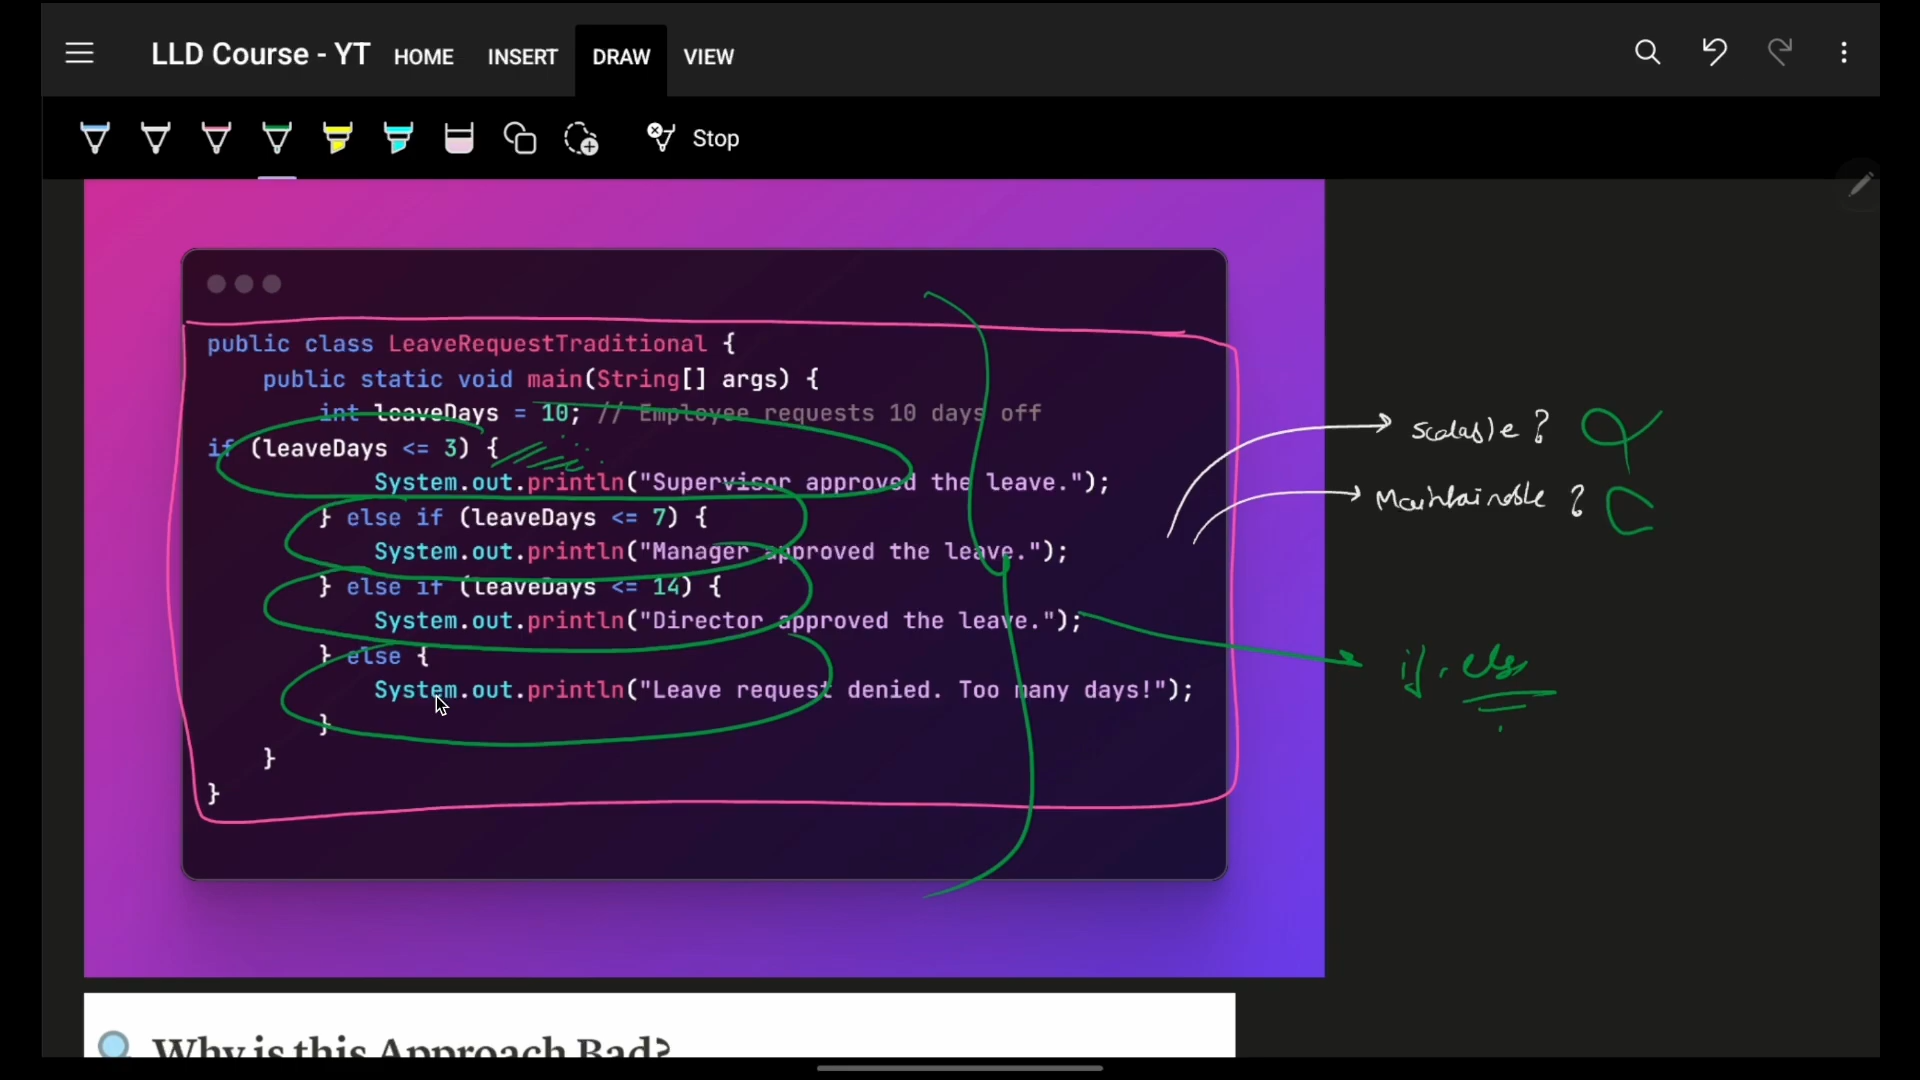 LLD Course - YT HOME INSERT DRAW VIEW
Stop
public class LeaveRequestTraditional {
public static void main(String[] args) {
int leaveDays = 10; // Employee requests 10 days off
if (leaveDays <= 3) {
System.out.println("Supervisor approved the leave.");
} else if (leaveDays <= 7) {
System.out.println("Manager approved the leave.");
} else if (leaveDays <= 14) {
System.out.println("Director approved the leave.");
} else {
System.out.println("Leave request denied. Too many days!");
}
}
}
scalable ?
Maintainable ?
if . else
Why is this Approach Bad?